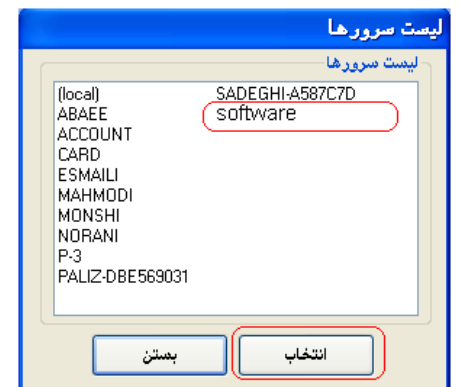 لیست سرورها
لیست سرورها
(local) SADEGHI-A587C7D
ABAEE software
ACCOUNT
CARD
ESMAILI
MAHMODI
MONSHI
NORANI
P-3
PALIZ-DBE569031
انتخاب بستن